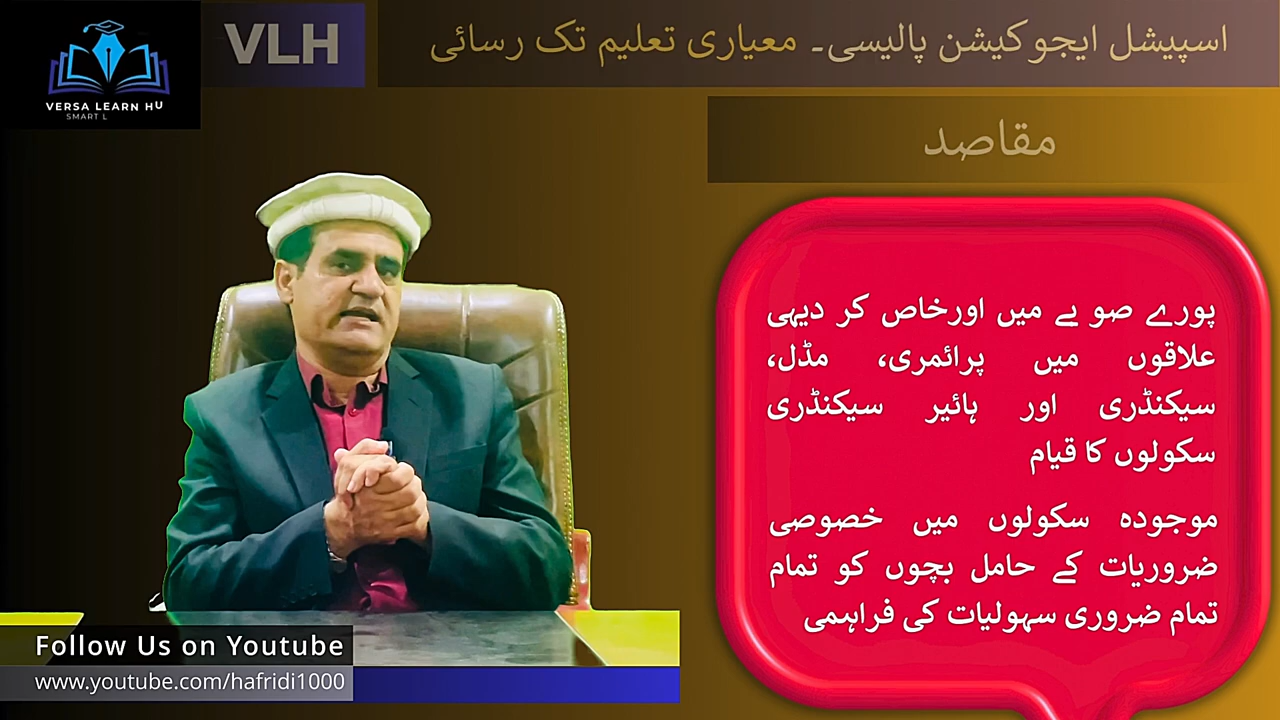 VERSA LEARN HU
SMART L
VLH
اسپیشل ایجوکیشن پالیسی۔ معیاری تعلیم تک رسائی
مقاصد
پورے صو بے میں اورخاص کر دیہی
علاقوں میں پرائمری، مڈل،
سیکنڈری اور ہائیر سیکنڈری
سکولوں کا قیام
موجودہ سکولوں میں خصوصی
ضروریات کے حامل بچوں کو تمام
تمام ضروری سہولیات کی فراہمی
Follow Us on Youtube
www.youtube.com/hafridi1000